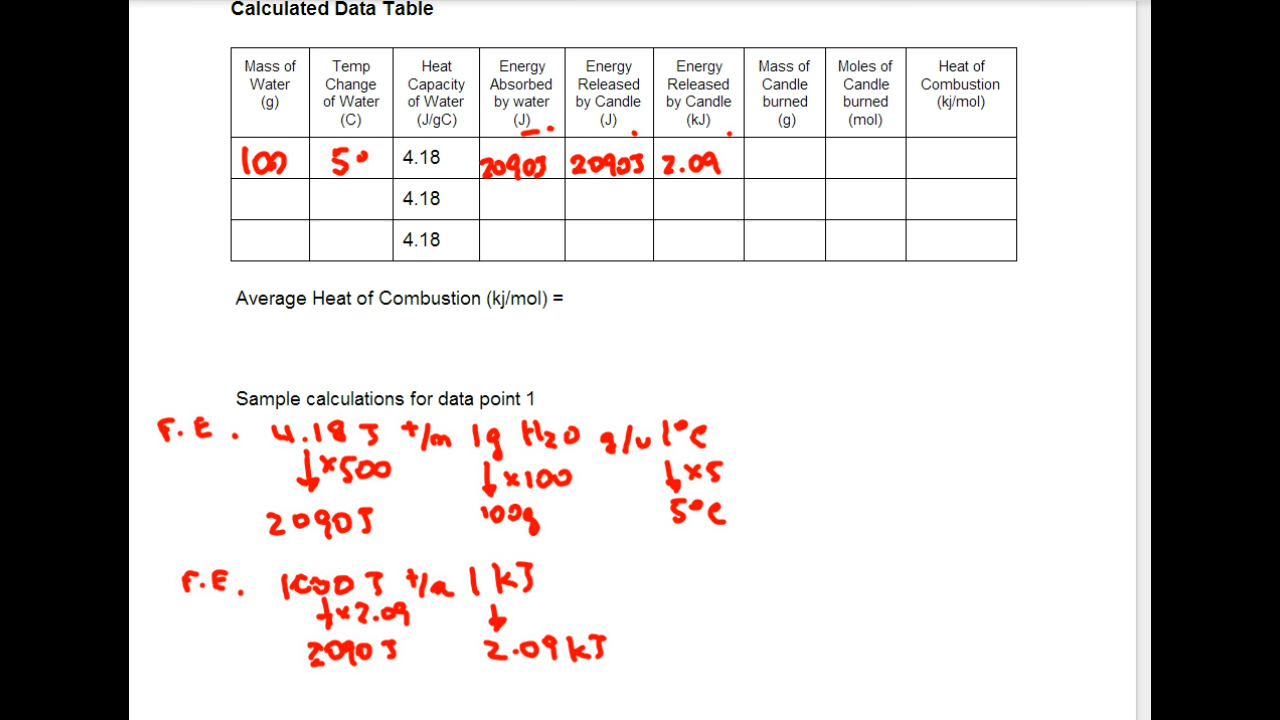 Calculated Data Table
Mass of Water (g) Temp Change of Water (C) Heat Capacity of Water (J/gC) Energy Absorbed by water (J) Energy Released by Candle (J) Energy Released by Candle (kJ) Mass of Candle burned (g) Moles of Candle burned (mol) Heat of Combustion (kj/mol)
100 5° 4.18 2090J 2090J 2.09
4.18
4.18
Average Heat of Combustion (kj/mol) =
Sample calculations for data point 1
F.E. 4.18 J 1g H2O 1°C
↓×500 ↓×100 ↓×5
2090J 100g 5°C
F.E. 1000 J 1 kJ
↓×2.09 ↓
2090 J 2.09 kJ